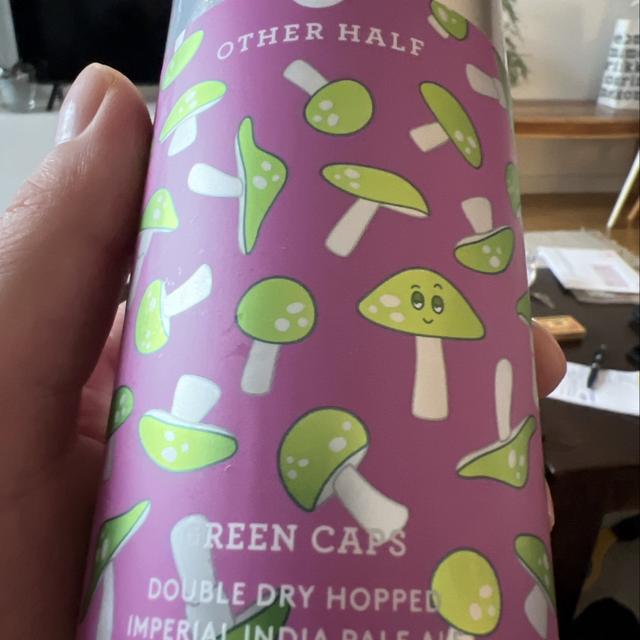 OTHER HALF
GREEN CAPS
DOUBLE DRY HOPPED
IMPERIAL INDIA PALE